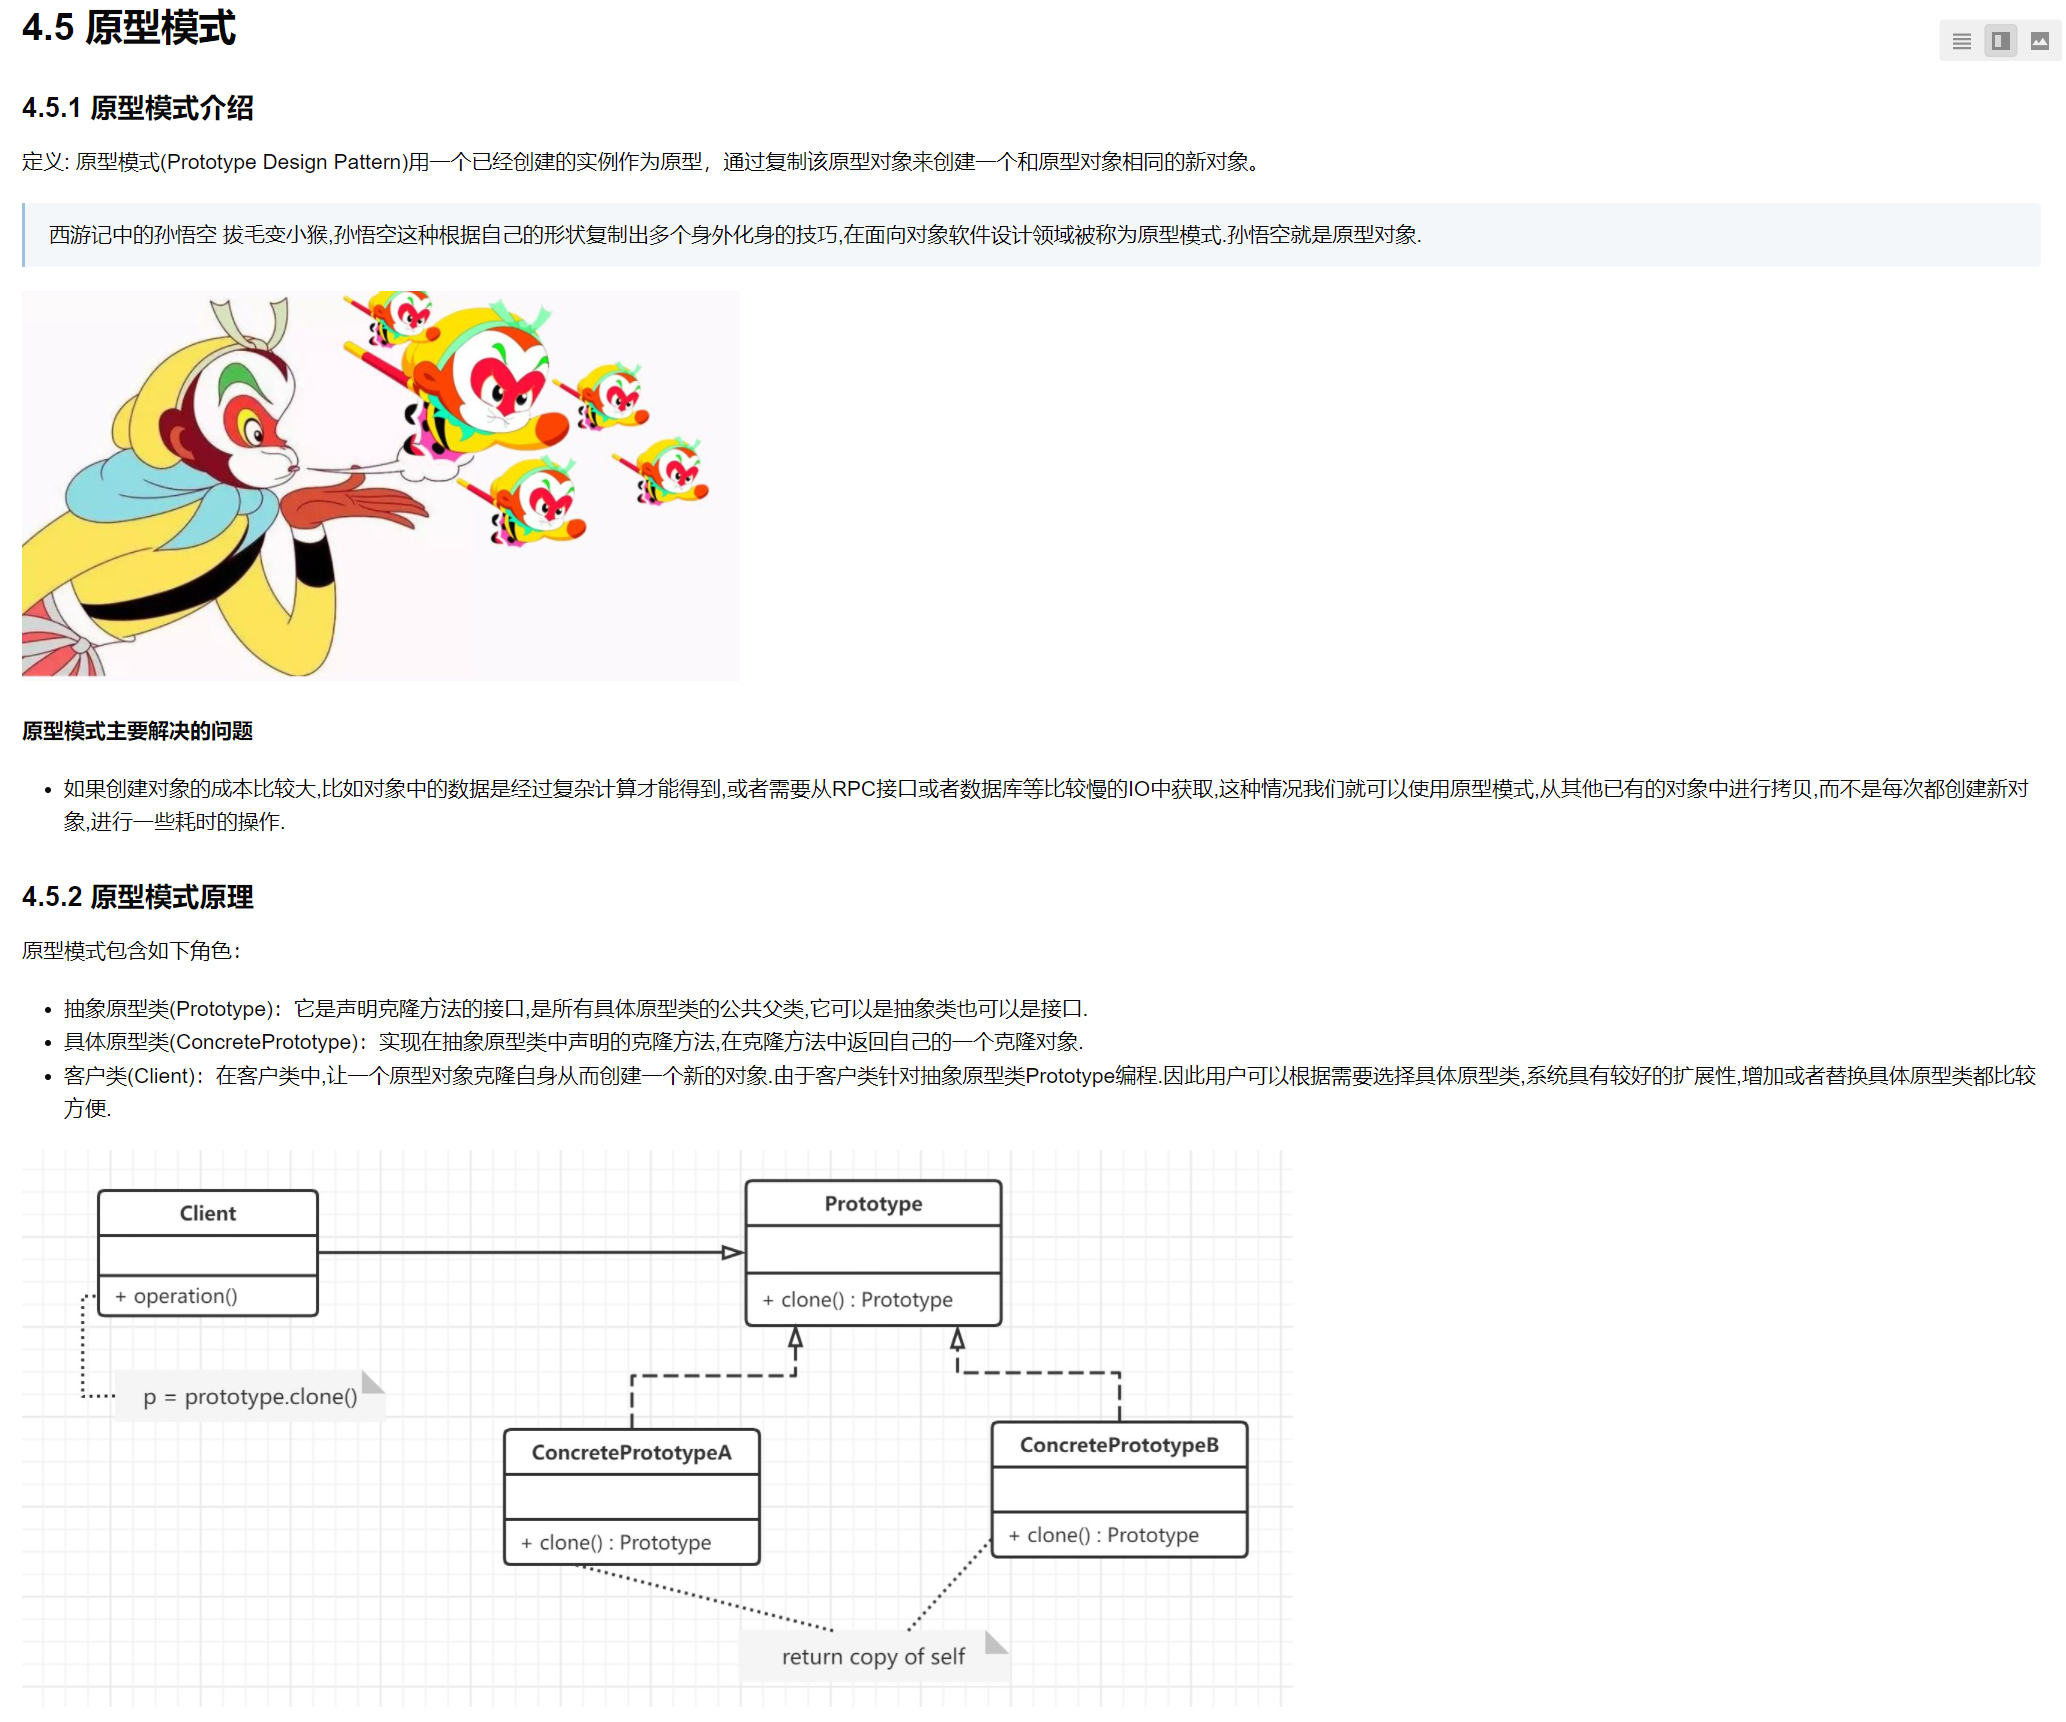 4.5 原型模式
4.5.1 原型模式介绍
定义: 原型模式(Prototype Design Pattern)用一个已经创建的实例作为原型，通过复制该原型对象来创建一个和原型对象相同的新对象。
西游记中的孙悟空 拔毛变小猴,孙悟空这种根据自己的形状复制出多个身外化身的技巧,在面向对象软件设计领域被称为原型模式.孙悟空就是原型对象.
原型模式主要解决的问题
• 如果创建对象的成本比较大,比如对象中的数据是经过复杂计算才能得到,或者需要从RPC接口或者数据库等比较慢的IO中获取,这种情况我们就可以使用原型模式,从其他已有的对象中进行拷贝,而不是每次都创建新对
象,进行一些耗时的操作.
4.5.2 原型模式原理
原型模式包含如下角色：
• 抽象原型类(Prototype)：它是声明克隆方法的接口,是所有具体原型类的公共父类,它可以是抽象类也可以是接口.
• 具体原型类(ConcretePrototype)：实现在抽象原型类中声明的克隆方法,在克隆方法中返回自己的一个克隆对象.
• 客户类(Client)：在客户类中,让一个原型对象克隆自身从而创建一个新的对象.由于客户类针对抽象原型类Prototype编程.因此用户可以根据需要选择具体原型类,系统具有较好的扩展性,增加或者替换具体原型类都比较
方便.
Client
+ operation()
p = prototype.clone()
Prototype
+ clone() : Prototype
ConcretePrototypeA
+ clone() : Prototype
ConcretePrototypeB
+ clone() : Prototype
return copy of self